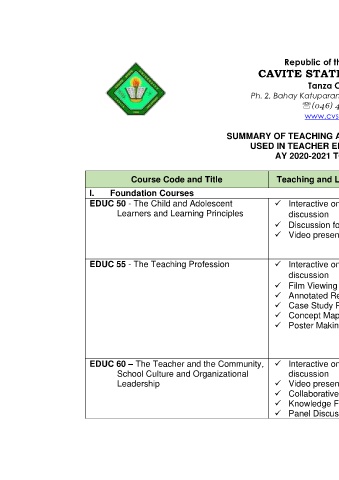 Republic of th
CAVITE STATE
Tanza C
Ph. 2, Bahay Katuparan
☏(046) 4
www.cvs
SUMMARY OF TEACHING A
USED IN TEACHER E
AY 2020-2021 T
Course Code and Title Teaching and L
I. Foundation Courses
EDUC 50 - The Child and Adolescent
Learners and Learning Principles
✓ Interactive on
discussion
✓ Discussion fo
✓ Video presen
EDUC 55 - The Teaching Profession
✓ Interactive on
discussion
✓ Film Viewing
✓ Annotated Re
✓ Case Study P
✓ Concept Map
✓ Poster Makin
EDUC 60 – The Teacher and the Community,
School Culture and Organizational
Leadership
✓ Interactive on
discussion
✓ Video presen
✓ Collaborative
✓ Knowledge F
✓ Panel Discus